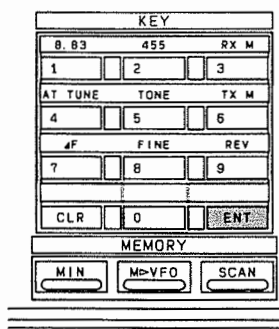 KEY
8.83 455 RX M
1 2 3
AT TUNE TONE TX M
4 5 6
⊿F FINE REV
7 8 9
CLR 0 ENT
MEMORY
MIN M▷VFO SCAN